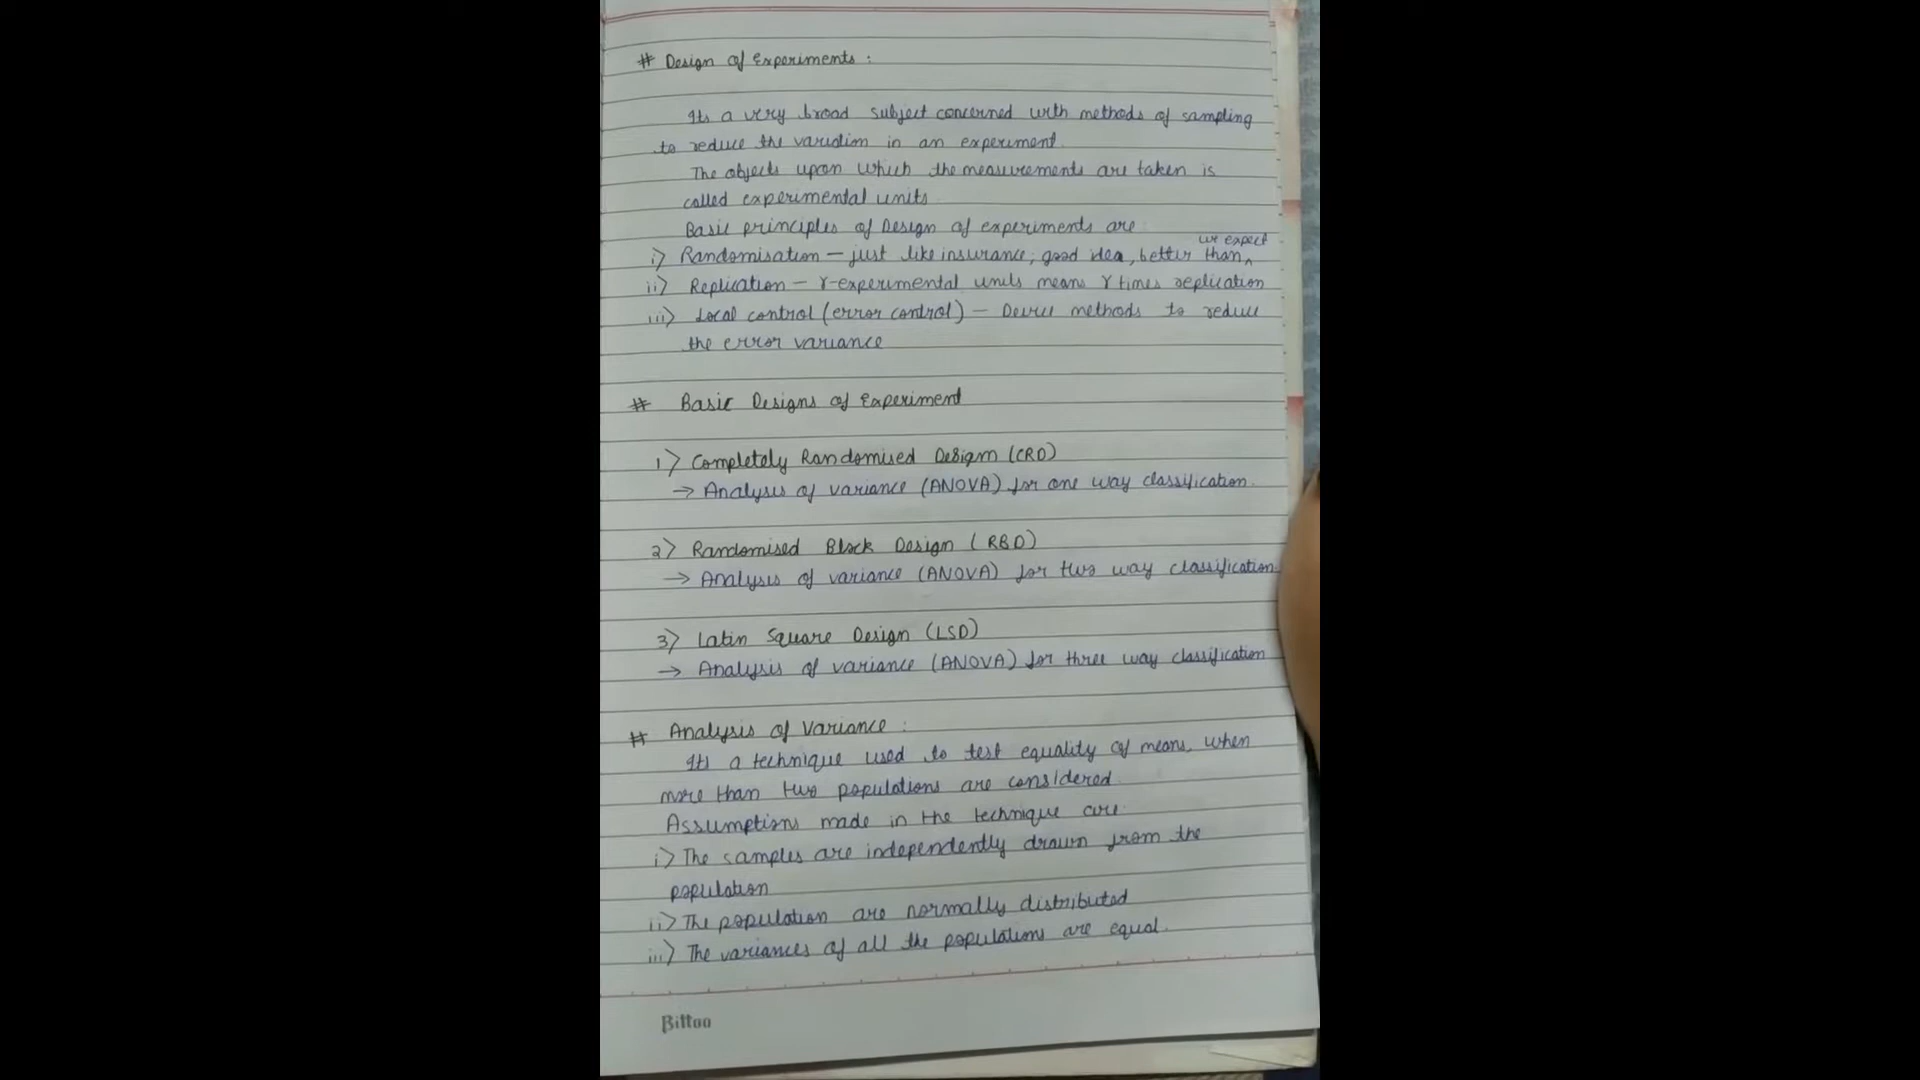 # Design of Experiments :
Its a very broad subject concerned with methods of sampling
to reduce the variation in an experiment.
The objects upon which the measurements are taken is
called experimental units.
Basic principles of Design of experiments are
we expect
i) Randomisation - just like insurance, good idea, better than^
ii) Replication - r-experimental units means r times replication
iii) Local control (error control) - Devise methods to reduce
the error variance
# Basic Designs of Experiment
1) Completely Randomised Design (CRD)
→ Analysis of variance (ANOVA) for one way classification.
2) Randomised Block Design (RBD)
→ Analysis of variance (ANOVA) for two way classification.
3) Latin Square Design (LSD)
→ Analysis of variance (ANOVA) for three way classification
# Analysis of Variance :
Its a technique used to test equality of means, when
more than two populations are considered.
Assumptions made in the technique are.
i) The samples are independently drawn from the
population
ii) The population are normally distributed
iii) The variances of all the populations are equal.
Bittoo